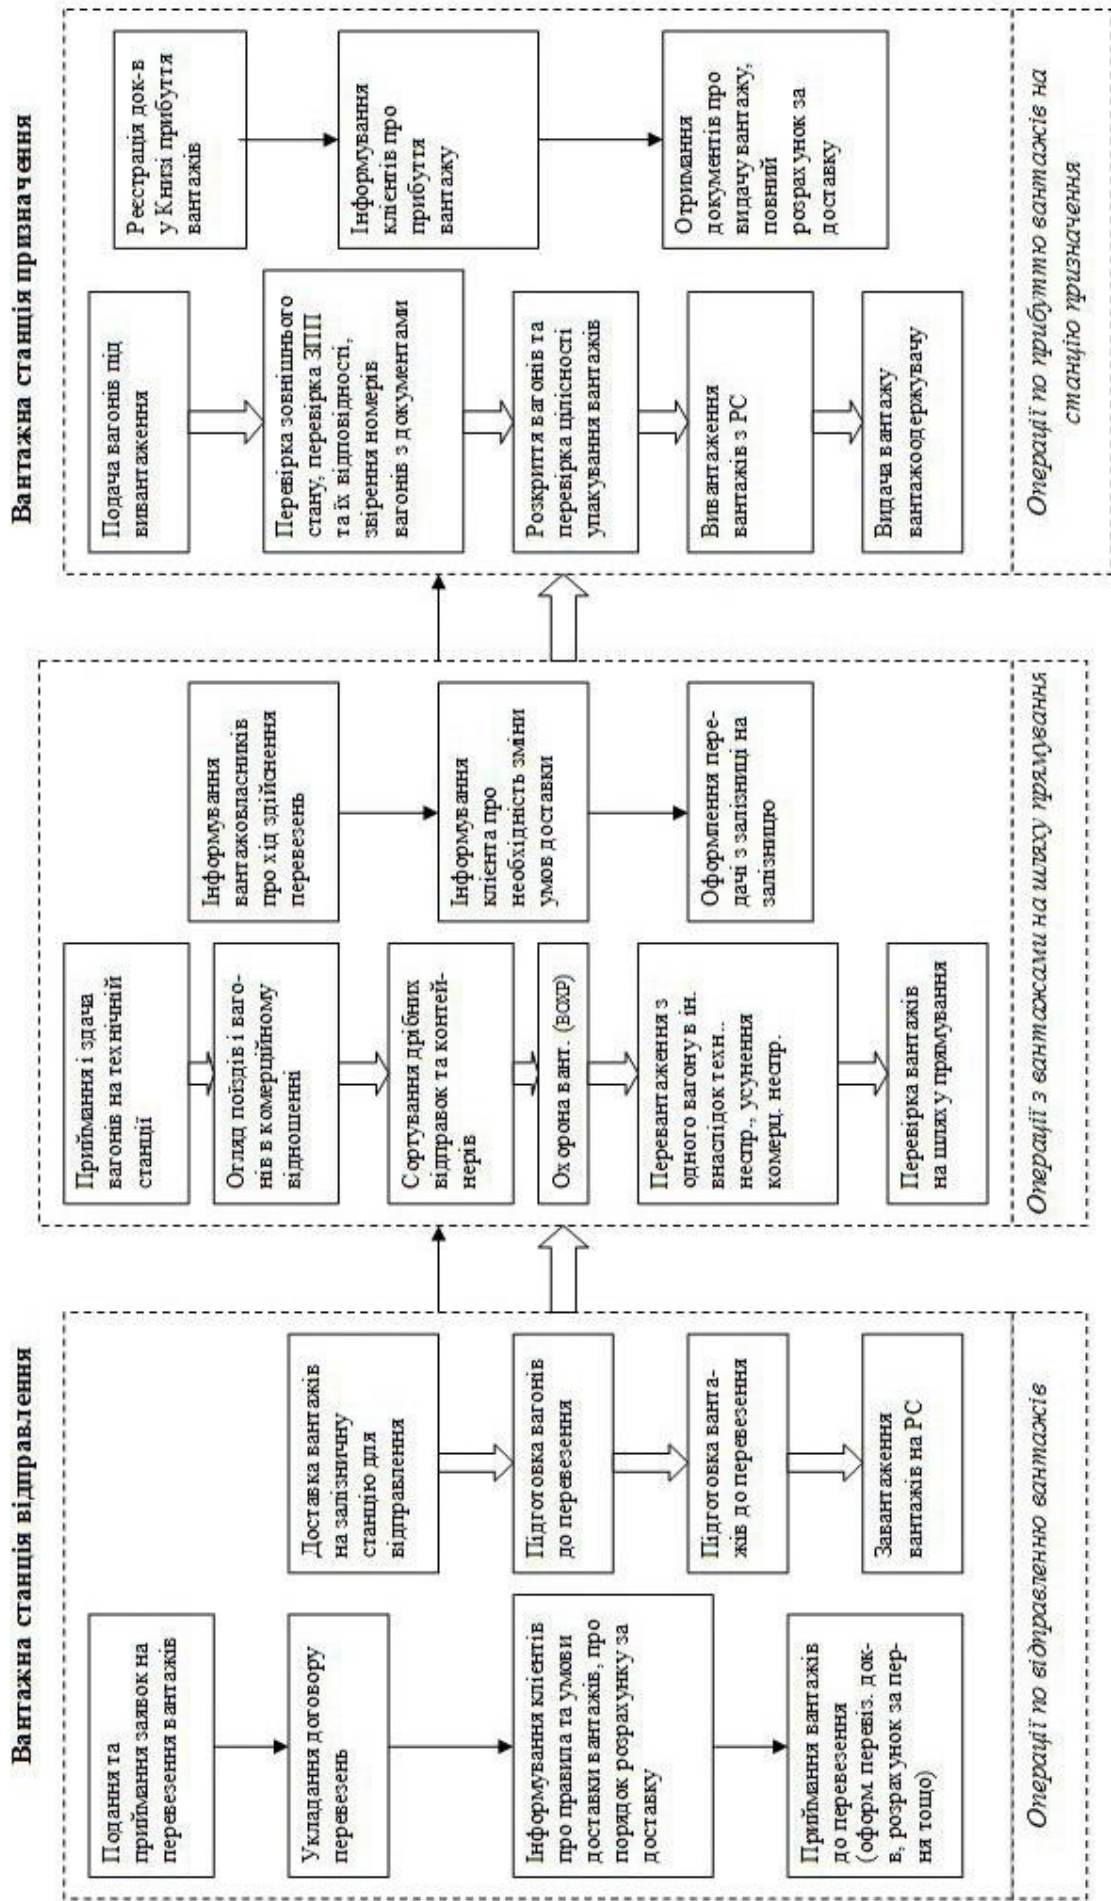 Вантажна станція відправлення
Подання та
приймання заявок на
перевезення вантажів
Укладання договору
перевезень
Інформування клієнтів
про правила та умови
доставки вантажів, про
порядок розрахунку за
доставку
Приймання вантажів
до перевезення
(оформ. перевіз. док-
в, розрахунок за пер-
ня тощо)
Доставка вантажів
на залізничну
станцію для
відправлення
Підготовка вагонів
до перевезення
Підготовка ванта-
жів до перевезення
Завантаження
вантажів на РС
Операції по відправленню вантажів
Приймання і здача
вагонів на технічній
станції
Огляд поїздів і ваго-
нів в комерційному
відношенні
Сортування дрібних
відправок та контей-
нерів
Охорона вант. (ВОХР)
Перевантаження з
одного вагону в ін.
внаслідок техн..
неспр., усунення
комерц. неспр.
Перевірка вантажів
на шляху прямування
Інформування
вантажовласників
про хід здійснення
перевезень
Інформування
клієнта про
необхідність зміни
умов доставки
Оформлення пере-
дачі з залізниці на
залізницю
Операції з вантажами на шляху прямування
Вантажна станція призначення
Подача вагонів під
вивантаження
Перевірка зовнішнього
стану, перевірка ЗПП
та їх відповідності,
звірення номерів
вагонів з документами
Розкриття вагонів та
перевірка цілісності
упакування вантажів
Вивантаження
вантажів з РС
Видача вантажу
вантажоодержувачу
Реєстрація док-в
у Книзі прибуття
вантажів
Інформування
клієнтів про
прибуття
вантажу
Отримання
документів про
видачу вантажу,
повний
розрахунок за
доставку
Операції по прибуттю вантажів на
станцію призначення